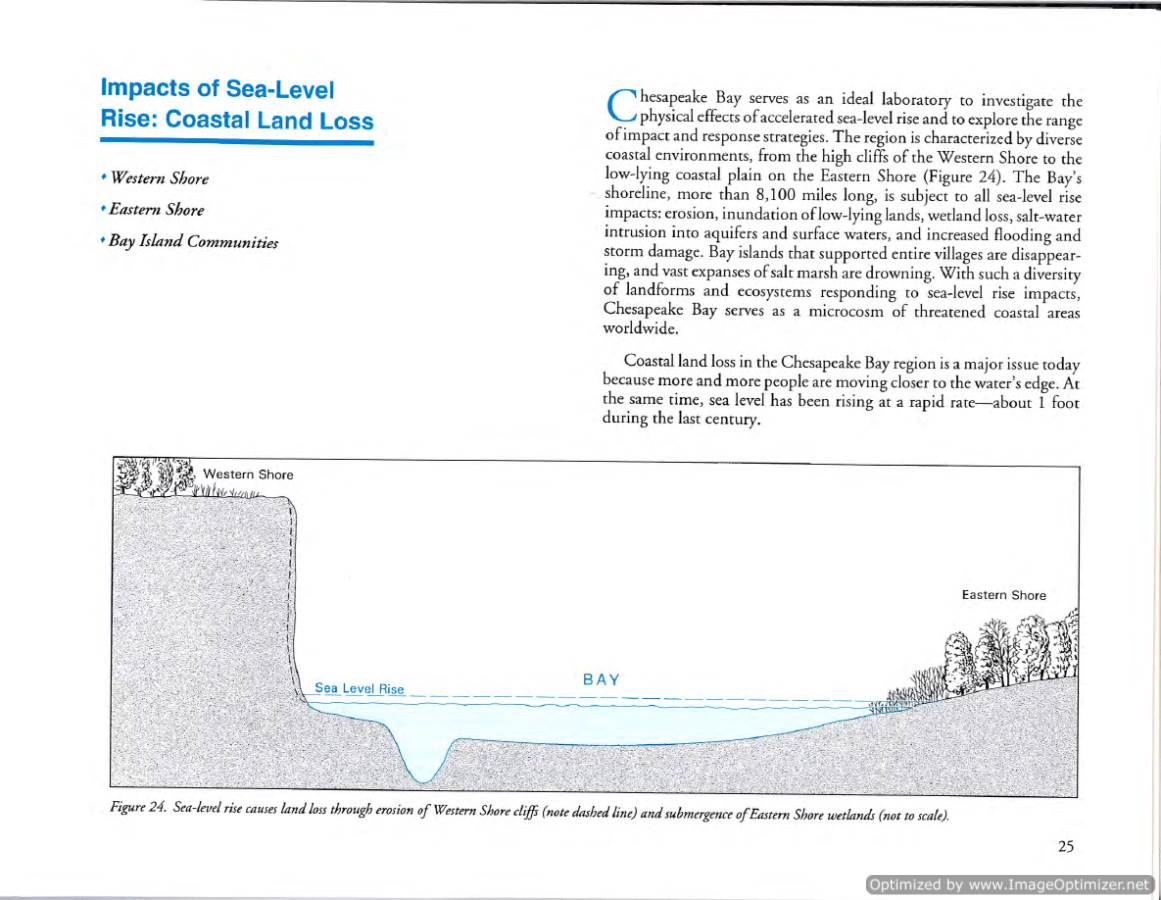 Impacts of Sea-Level
Rise: Coastal Land Loss
• Western Shore
• Eastern Shore
• Bay Island Communities
Chesapeake Bay serves as an ideal laboratory to investigate the
physical effects of accelerated sea-level rise and to explore the range
of impact and response strategies. The region is characterized by diverse
coastal environments, from the high cliffs of the Western Shore to the
low-lying coastal plain on the Eastern Shore (Figure 24). The Bay's
shoreline, more than 8,100 miles long, is subject to all sea-level rise
impacts: erosion, inundation of low-lying lands, wetland loss, salt-water
intrusion into aquifers and surface waters, and increased flooding and
storm damage. Bay islands that supported entire villages are disappear-
ing, and vast expanses of salt marsh are drowning. With such a diversity
of landforms and ecosystems responding to sea-level rise impacts,
Chesapeake Bay serves as a microcosm of threatened coastal areas
worldwide.
Coastal land loss in the Chesapeake Bay region is a major issue today
because more and more people are moving closer to the water's edge. At
the same time, sea level has been rising at a rapid rate—about 1 foot
during the last century.
Western Shore
Eastern Shore
BAY
Sea Level Rise
Figure 24. Sea-level rise causes land loss through erosion of Western Shore cliffs (note dashed line) and submergence of Eastern Shore wetlands (not to scale).
25
Optimized by www.ImageOptimizer.net